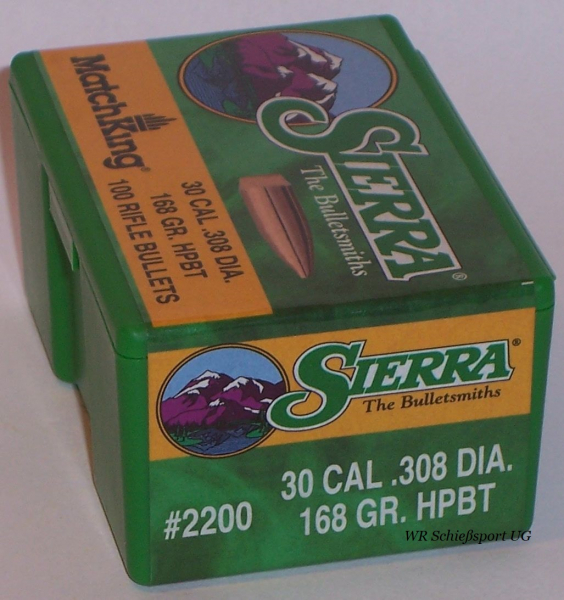 MatchKing®
30 CAL .308 DIA.
168 GR. HPBT
100 RIFLE BULLETS
SIERRA®
The Bulletsmiths
SIERRA®
The Bulletsmiths
#2200
30 CAL .308 DIA.
168 GR. HPBT
WR Schießsport UG